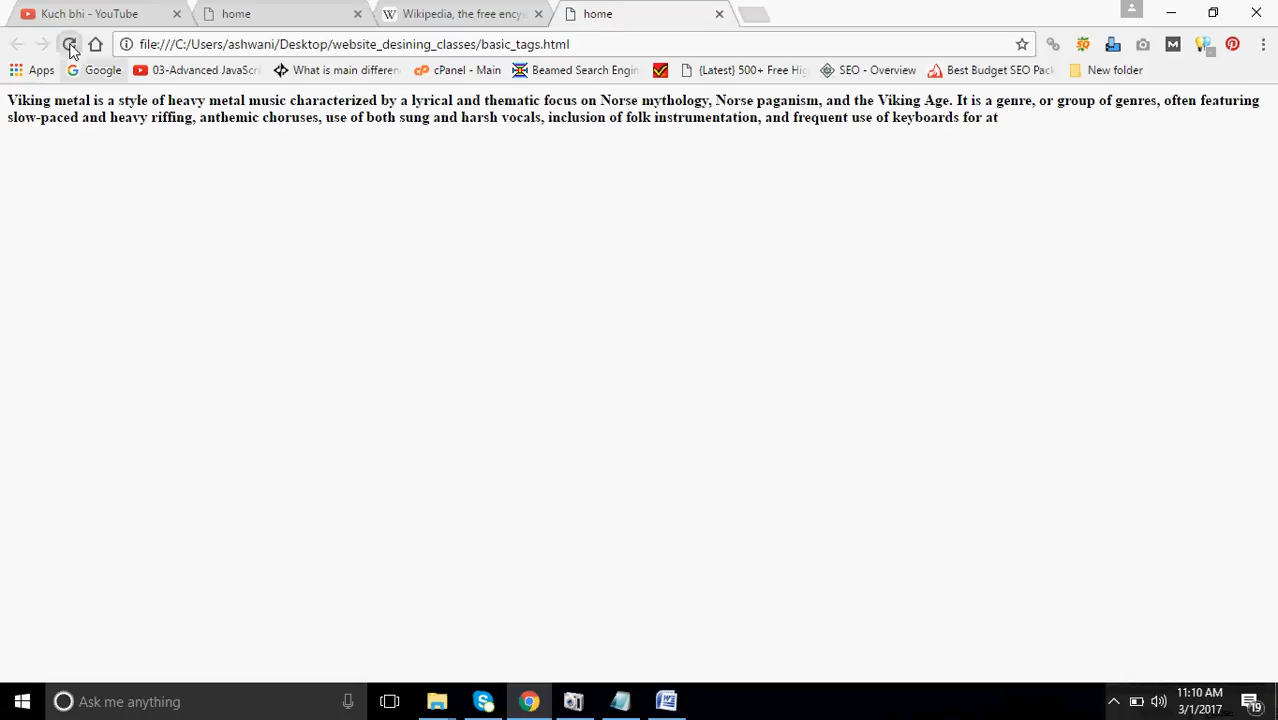 Kuch bhi - YouTube
home
Wikipedia, the free encyc
home
file:///C:/Users/ashwani/Desktop/website_desining_classes/basic_tags.html
Apps
Google
03-Advanced JavaScri
What is main differen
cPanel - Main
Beamed Search Engin
{Latest} 500+ Free Hig
SEO - Overview
Best Budget SEO Pack
New folder
Viking metal is a style of heavy metal music characterized by a lyrical and thematic focus on Norse mythology, Norse paganism, and the Viking Age. It is a genre, or group of genres, often featuring
slow-paced and heavy riffing, anthemic choruses, use of both sung and harsh vocals, inclusion of folk instrumentation, and frequent use of keyboards for at
Ask me anything
11:10 AM
3/1/2017
19